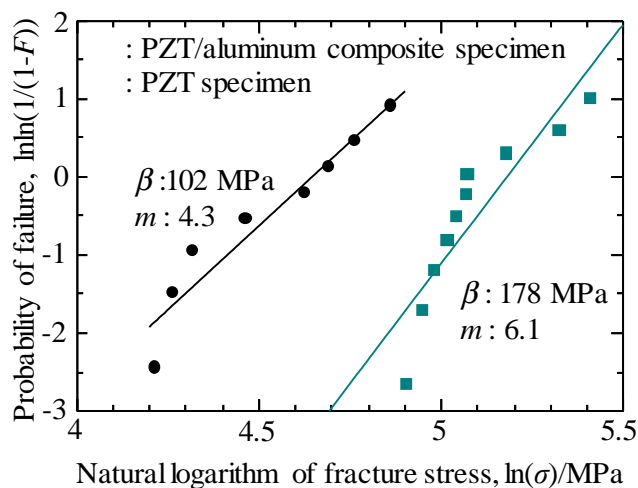 2
: PZT/aluminum composite specimen
: PZT specimen
1
0
β :102 MPa
m : 4.3
-1
β : 178 MPa
m : 6.1
-2
-3
4
4.5
5
5.5
Probability of failure, lnln(1/(1-F))
Natural logarithm of fracture stress, ln(σ)/MPa